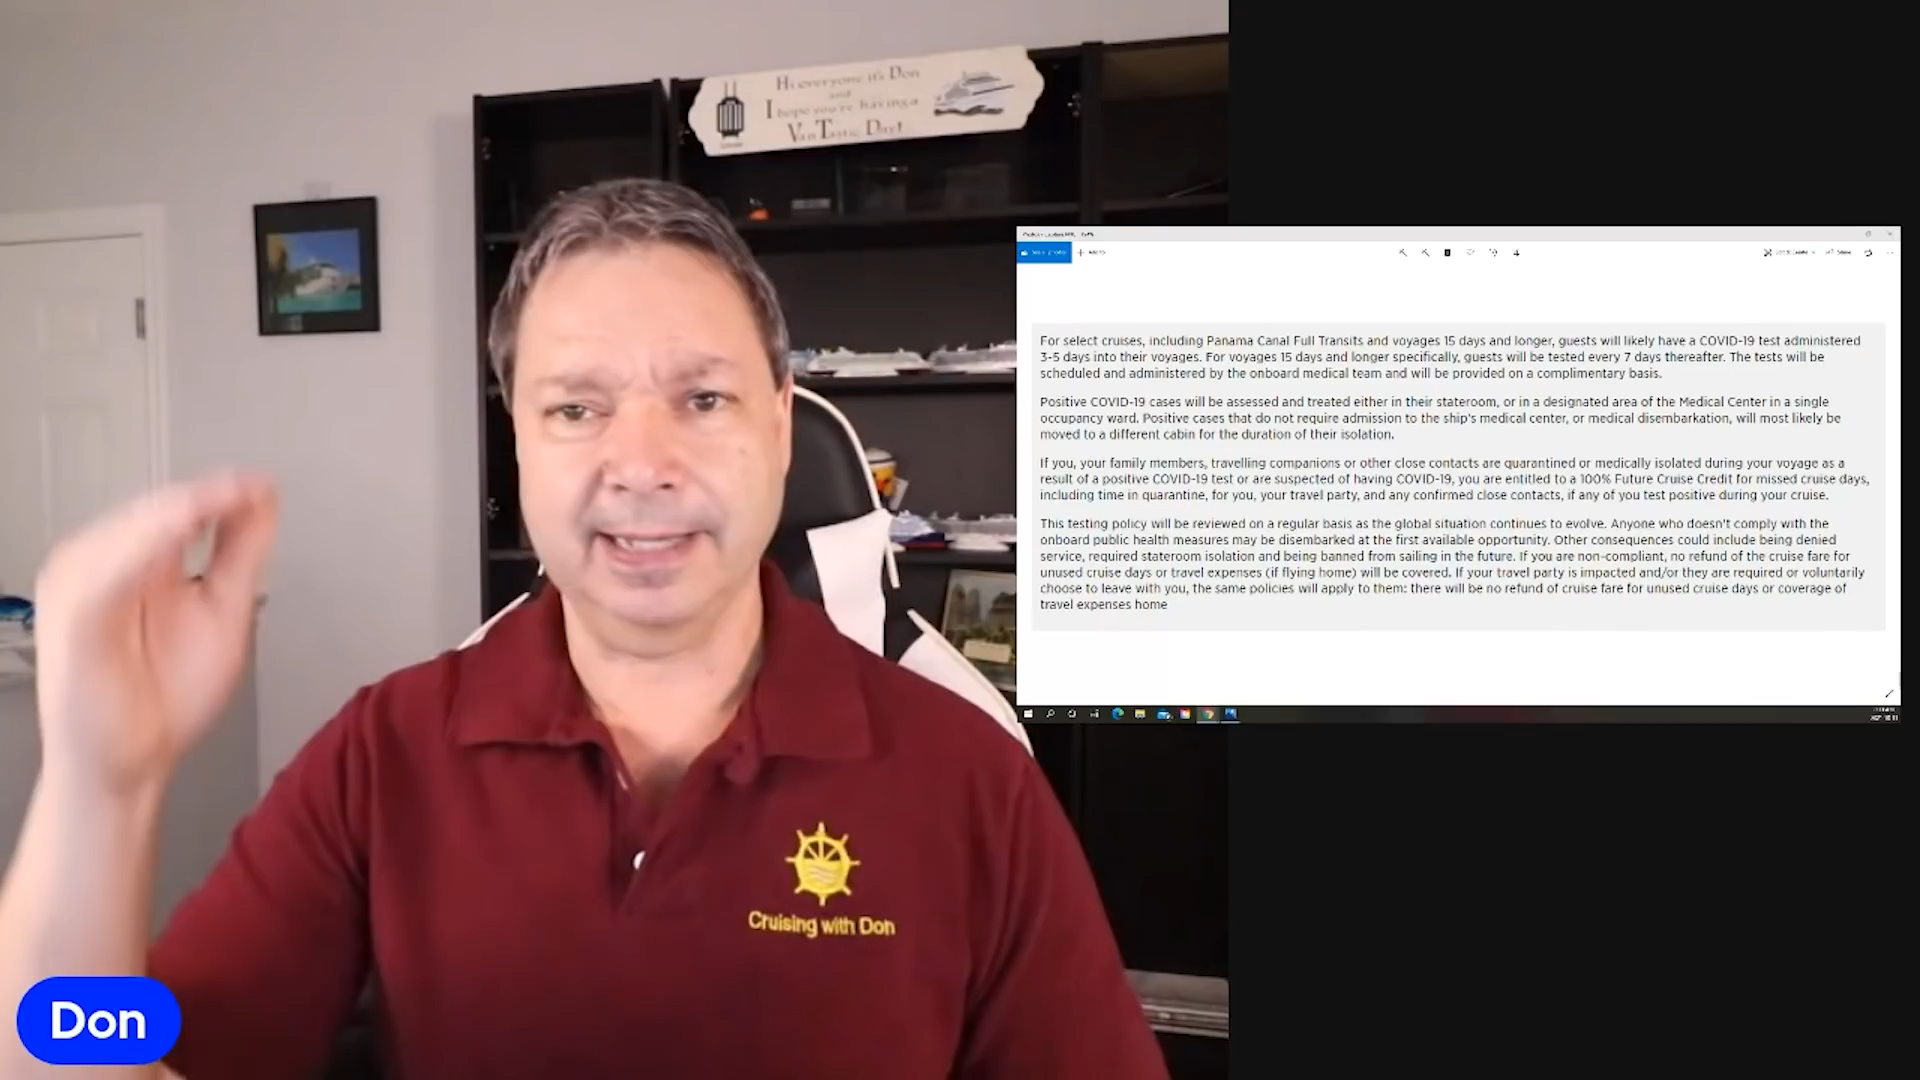 Hi everyone it's Don
and
I hope you're having a
VanTastic Day!
For select cruises, including Panama Canal Full Transits and voyages 15 days and longer, guests will likely have a COVID-19 test administered
3-5 days into their voyages. For voyages 15 days and longer specifically, guests will be tested every 7 days thereafter. The tests will be
scheduled and administered by the onboard medical team and will be provided on a complimentary basis.
Positive COVID-19 cases will be assessed and treated either in their stateroom, or in a designated area of the Medical Center in a single
occupancy ward. Positive cases that do not require admission to the ship's medical center, or medical disembarkation, will most likely be
moved to a different cabin for the duration of their isolation.
If you, your family members, travelling companions or other close contacts are quarantined or medically isolated during your voyage as a
result of a positive COVID-19 test or are suspected of having COVID-19, you are entitled to a 100% Future Cruise Credit for missed cruise days,
including time in quarantine, for you, your travel party, and any confirmed close contacts, if any of you test positive during your cruise.
This testing policy will be reviewed on a regular basis as the global situation continues to evolve. Anyone who doesn't comply with the
onboard public health measures may be disembarked at the first available opportunity. Other consequences could include being denied
service, required stateroom isolation and being banned from sailing in the future. If you are non-compliant, no refund of the cruise fare for
unused cruise days or travel expenses (if flying home) will be covered. If your travel party is impacted and/or they are required or voluntarily
choose to leave with you, the same policies will apply to them: there will be no refund of cruise fare for unused cruise days or coverage of
travel expenses home
Cruising with Don
Don